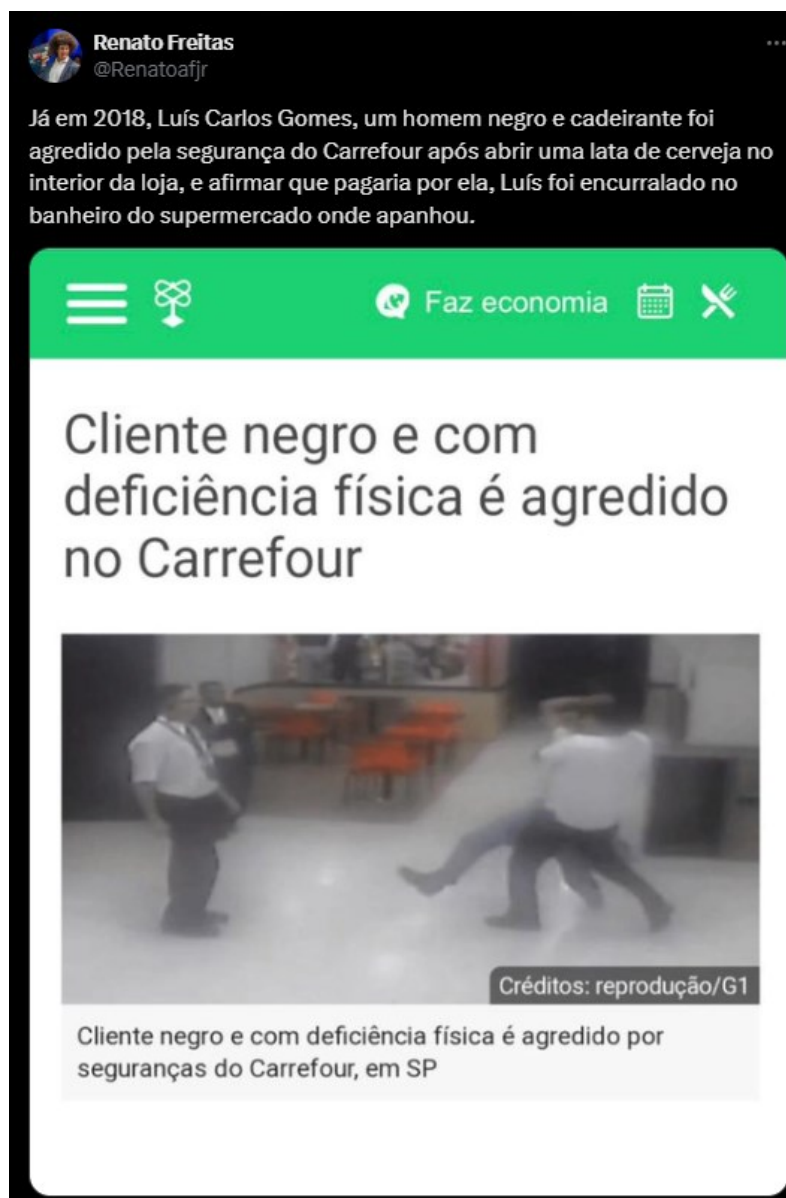 Renato Freitas
@Renatoafjr
Já em 2018, Luís Carlos Gomes, um homem negro e cadeirante foi
agredido pela segurança do Carrefour após abrir uma lata de cerveja no
interior da loja, e afirmar que pagaria por ela, Luís foi encurralado no
banheiro do supermercado onde apanhou.
Faz economia
Cliente negro e com
deficiência física é agredido
no Carrefour
Créditos: reprodução/G1
Cliente negro e com deficiência física é agredido por
seguranças do Carrefour, em SP